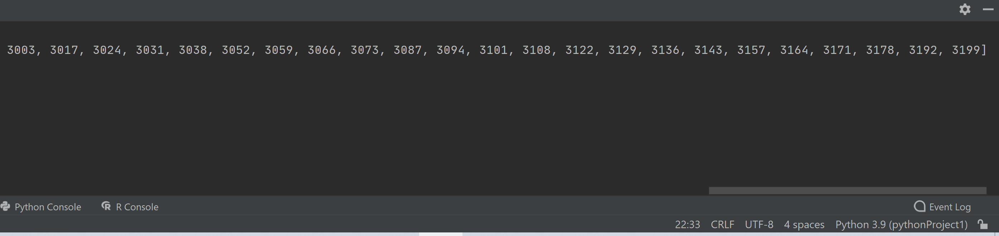 3003, 3017, 3024, 3031, 3038, 3052, 3059, 3066, 3073, 3087, 3094, 3101, 3108, 3122, 3129, 3136, 3143, 3157, 3164, 3171, 3178, 3192, 3199]
Python Console R Console Event Log
22:33 CRLF UTF-8 4 spaces Python 3.9 (pythonProject1)